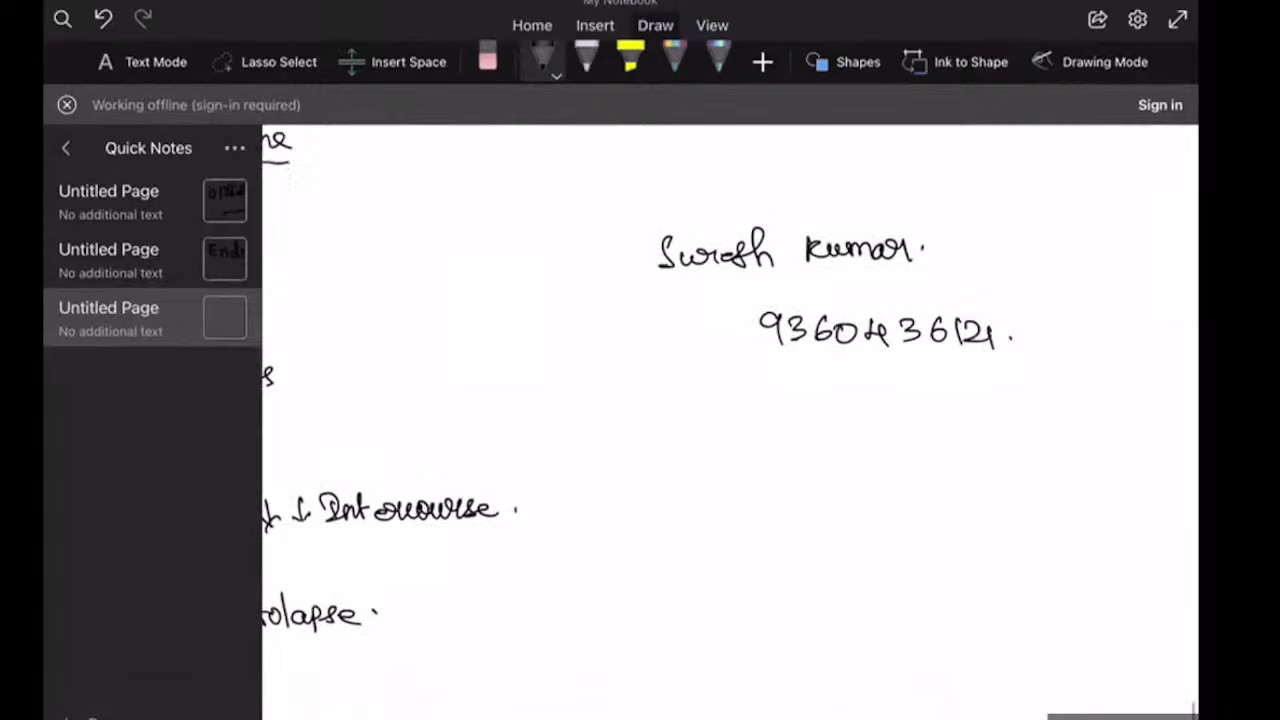 My Notebook
Home Insert Draw View
Text Mode Lasso Select Insert Space Shapes Ink to Shape Drawing Mode
Working offline (sign-in required) Sign in
Quick Notes
Untitled Page
No additional text
Untitled Page
No additional text
Untitled Page
No additional text
Suresh Kumar.
9360436124.
Intercourse.
rolapse.